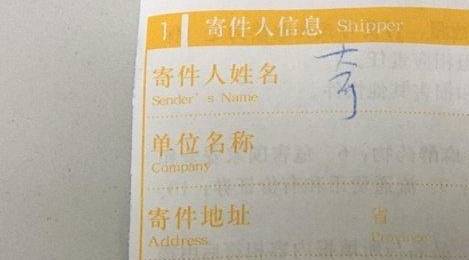 1 寄件人信息 Shipper
寄件人姓名
Sender's Name
单位名称
Company
寄件地址 省
Address Province